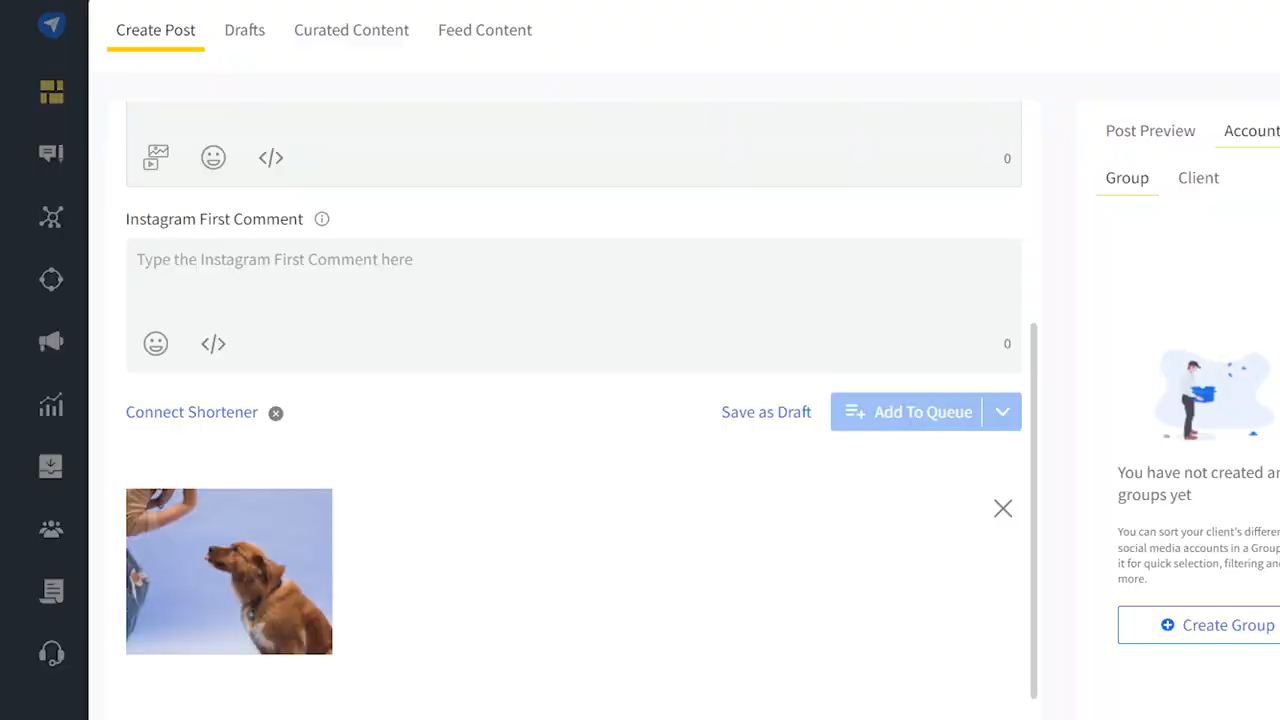 Create Post Drafts Curated Content Feed Content
0
Instagram First Comment
Type the Instagram First Comment here
0
Connect Shortener Save as Draft Add To Queue
Post Preview Account
Group Client
You have not created an
groups yet
You can sort your client's differen
social media accounts in a Group
it for quick selection, filtering and
more.
Create Group